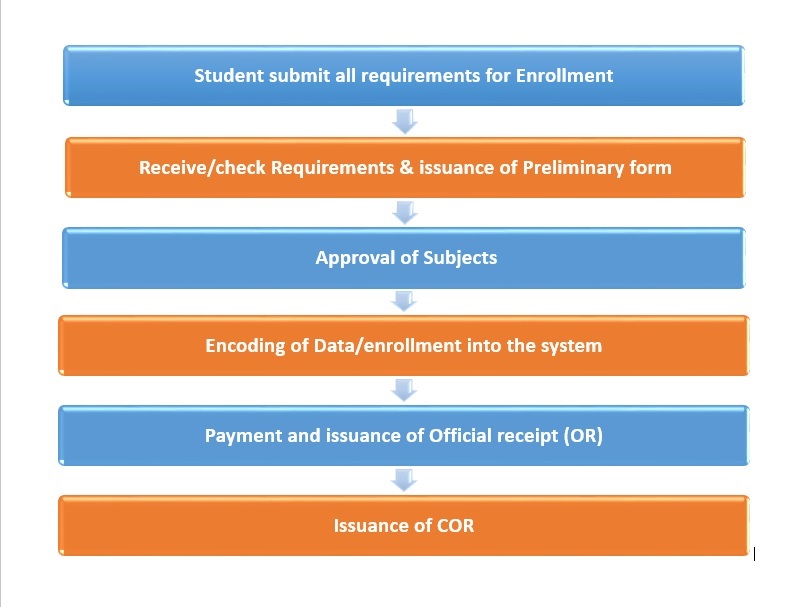 Student submit all requirements for Enrollment
Receive/check Requirements & issuance of Preliminary form
Approval of Subjects
Encoding of Data/enrollment into the system
Payment and issuance of Official receipt (OR)
Issuance of COR